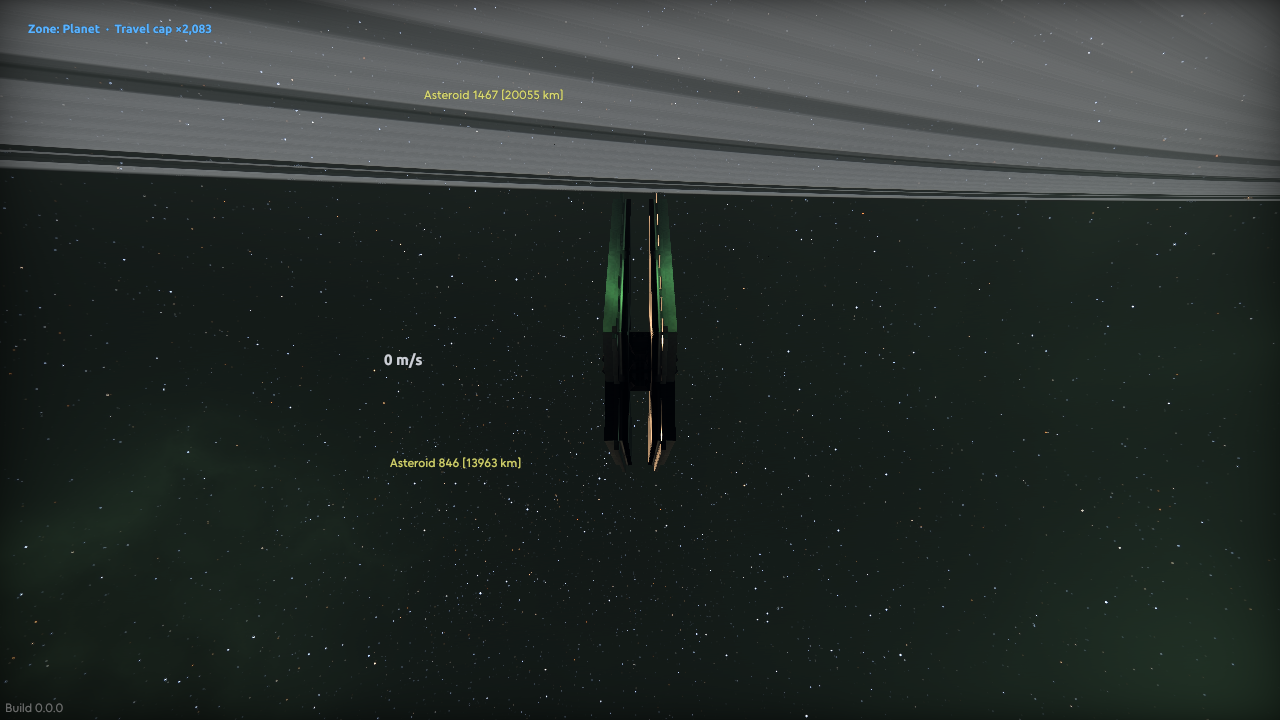 Zone: Planet · Travel cap ×2,083
Asteroid 1467 [20055 km]
0 m/s
Asteroid 846 [13963 km]
Build 0.0.0